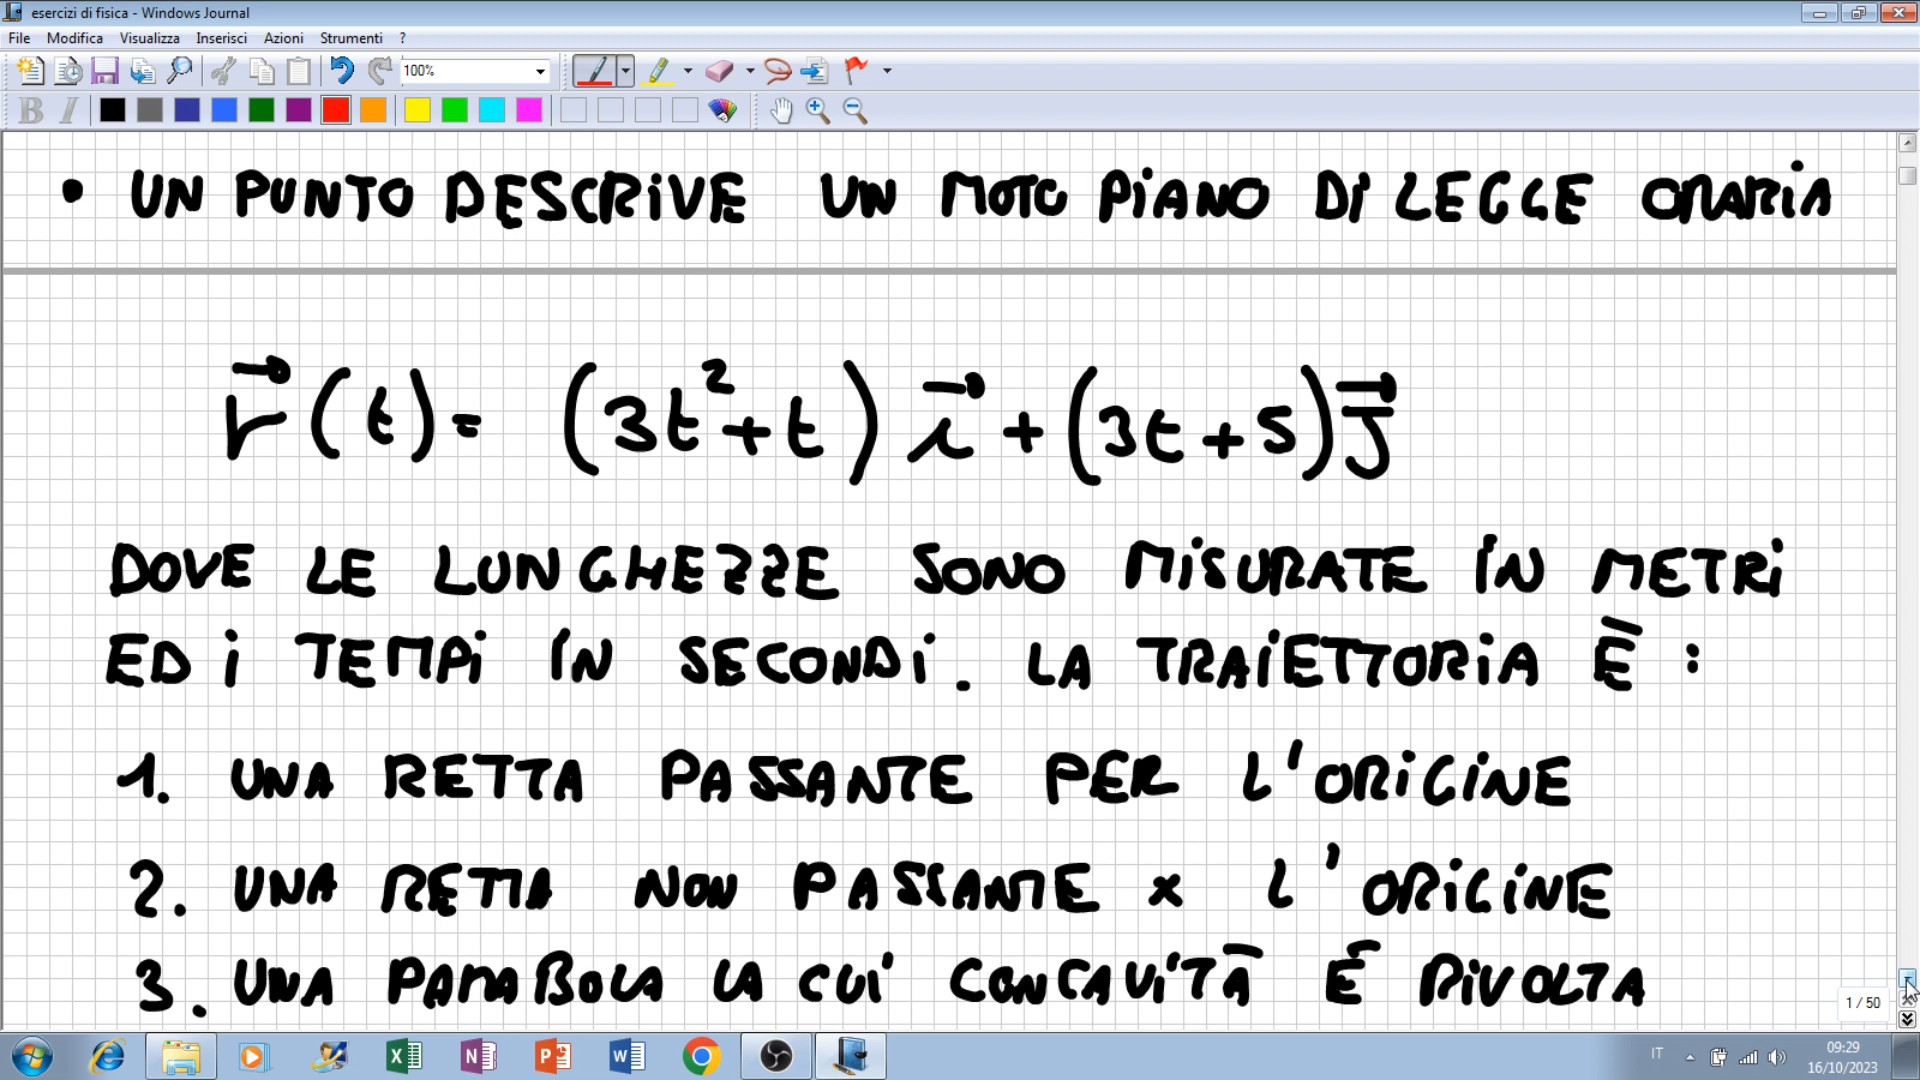 esercizi di fisica - Windows Journal
File Modifica Visualizza Inserisci Azioni Strumenti ?
100%
B I
• UN PUNTO DESCRIVE UN MOTO PIANO DI LEGGE ORARIA
r⃗(t) = (3t²+t) i⃗ + (3t+5) j⃗
DOVE LE LUNGHEZZE SONO MISURATE IN METRI
ED I TEMPI IN SECONDI. LA TRAIETTORIA È :
1. UNA RETTA PASSANTE PER L'ORIGINE
2. UNA RETTA NON PASSANTE x L'ORIGINE
3. UNA PARABOLA LA CUI CONCAVITÀ È RIVOLTA
1 / 50
IT 09:29
16/10/2023